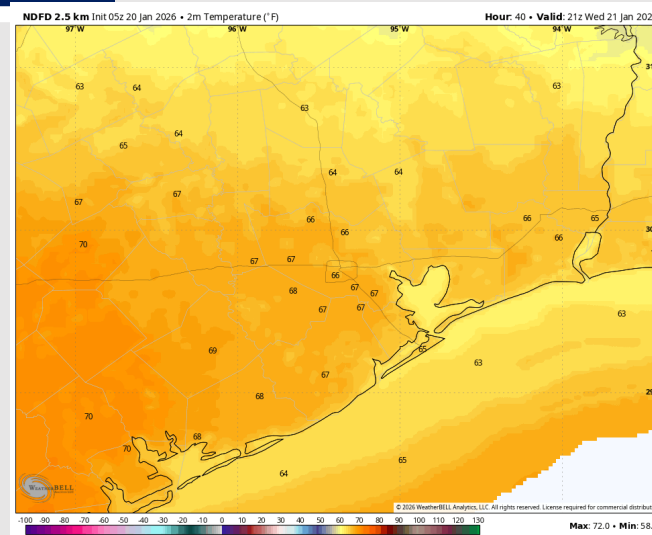 NDFD 2.5 km Init 05z 20 Jan 2026 • 2m Temperature (°F)
Hour: 40 • Valid: 21z Wed 21 Jan 202
97°W 96°W 95°W 94°W
31
63 64 63 63
64
65
64 64
67 67
66 66 66 65
30
70 66
67 67
66
68 67 67
67 67
63
69
65
63
67
29
68
70
68
70
65
64
WEATHERBELL
© 2026 WeatherBELL Analytics, LLC. All rights reserved. License required for commercial distribut
-100 -90 -80 -70 -60 -50 -40 -30 -20 -10 0 10 20 30 40 50 60 70 80 90 100 110 120 130
Max: 72.0 • Min: 58.